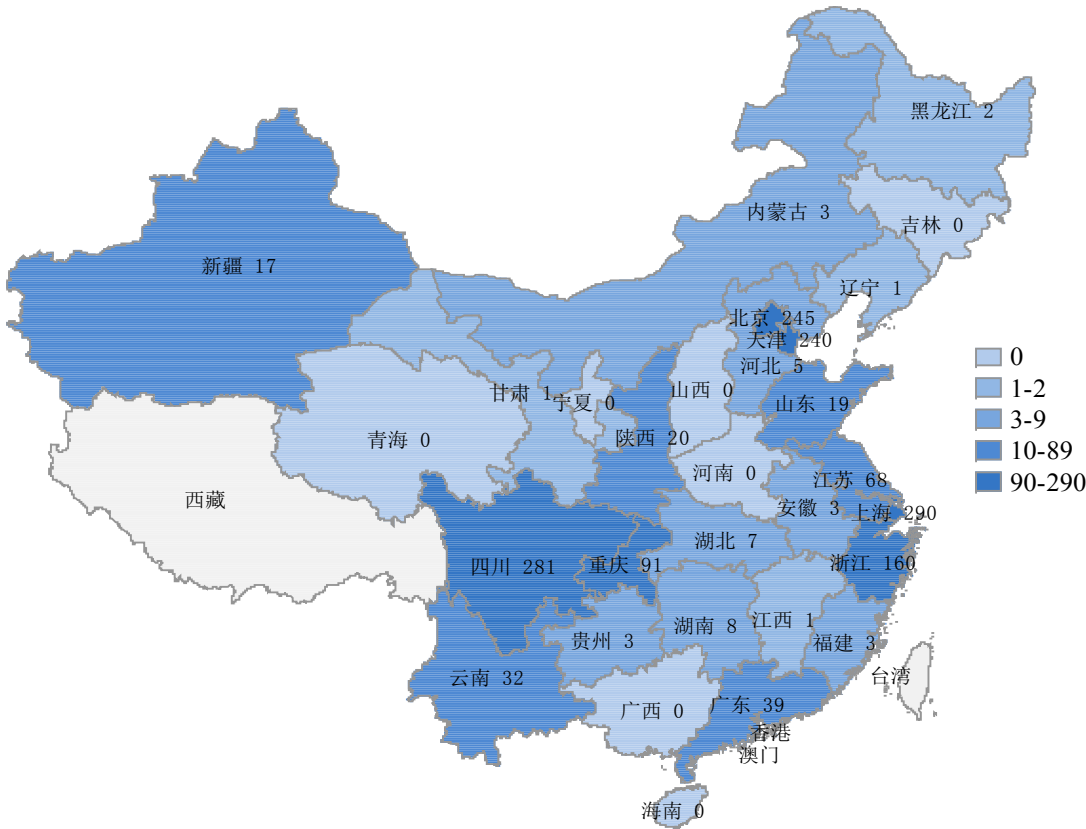 黑龙江 2
内蒙古 3
吉林 0
新疆 17
辽宁 1
北京 245
天津 240
河北 5
甘肃 1
宁夏 0
山西 0
山东 19
青海 0
陕西 20
河南 0
江苏 68
西藏
安徽 3
上海 290
湖北 7
四川 281
重庆 91
浙江 160
贵州 3
湖南 8
江西 1
福建 3
云南 32
台湾
广西 0
广东 39
香港
澳门
海南 0
0
1-2
3-9
10-89
90-290